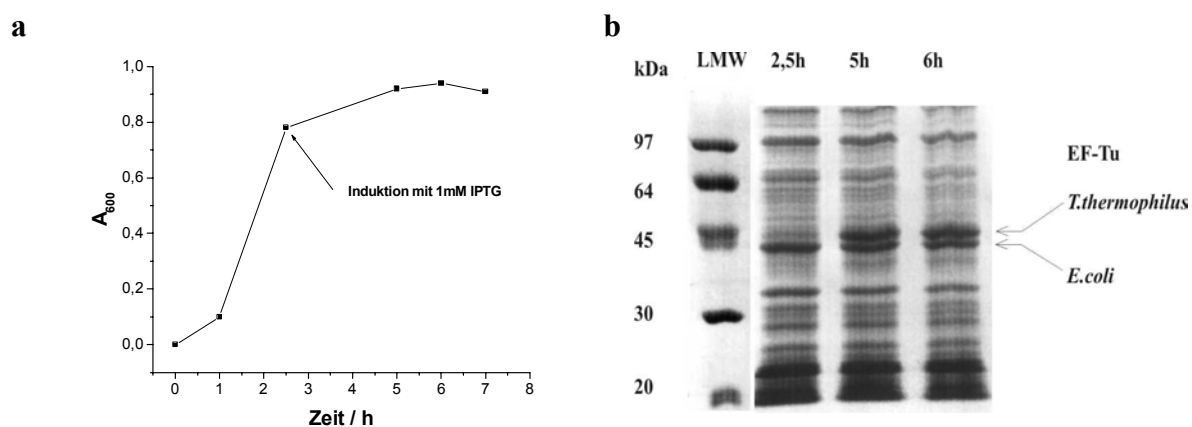 a
1,0
0,8
0,6
0,4
0,2
0,0
A600
0 1 2 3 4 5 6 7 8
Zeit / h
Induktion mit 1mM IPTG
b
kDa LMW 2,5h 5h 6h
97
64
45
30
20
EF-Tu
T.thermophilus
E.coli